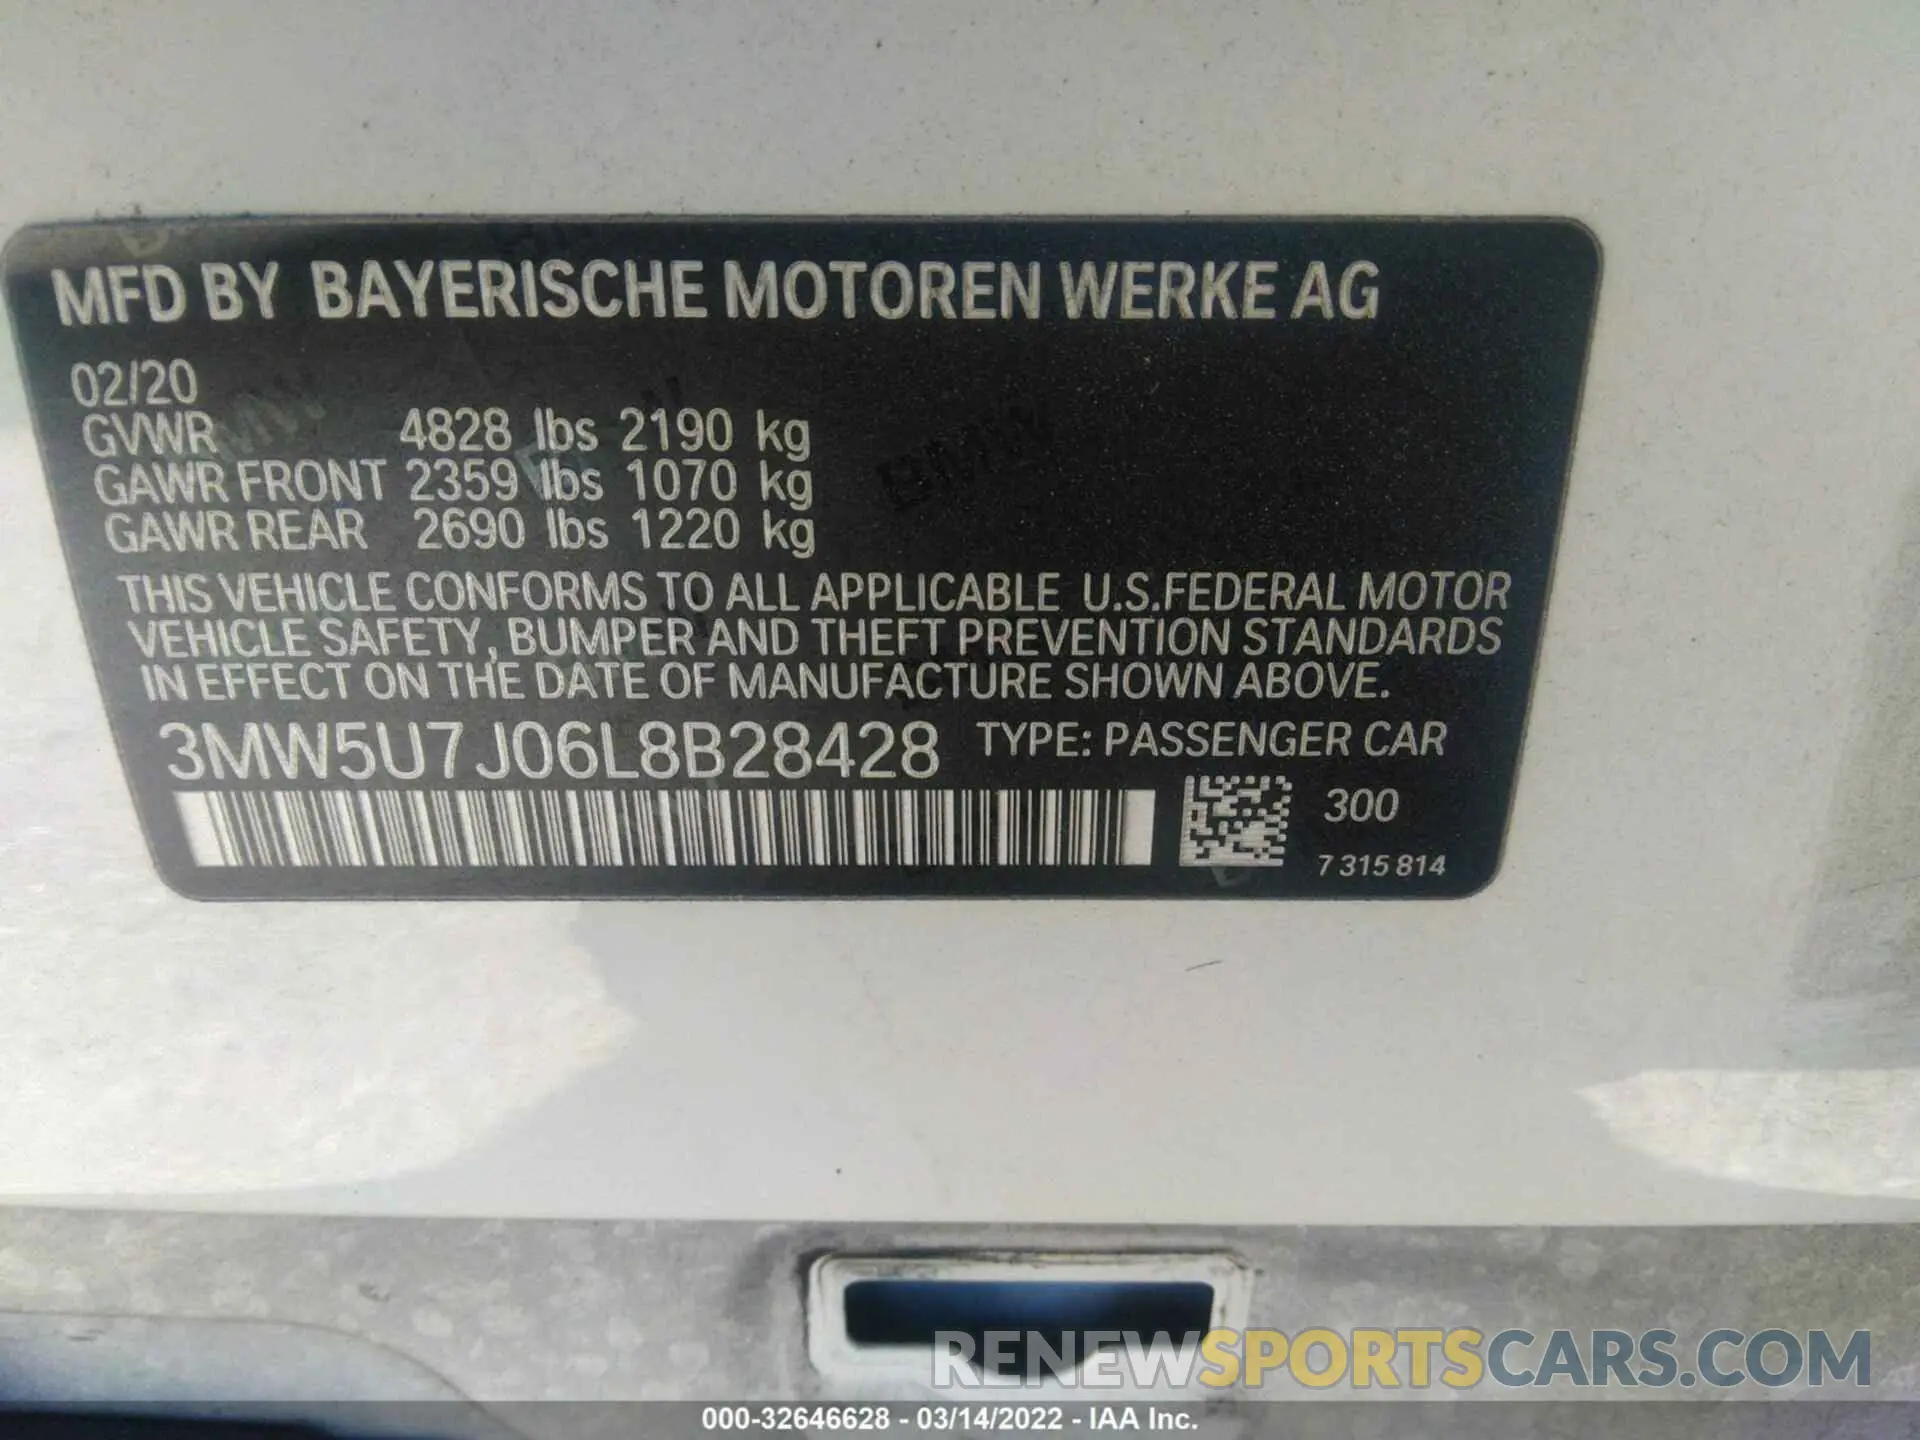 MFD BY BAYERISCHE MOTOREN WERKE AG
02/20
GVWR 4828 lbs 2190 kg
GAWR FRONT 2359 lbs 1070 kg
GAWR REAR 2690 lbs 1220 kg
THIS VEHICLE CONFORMS TO ALL APPLICABLE U.S.FEDERAL MOTOR
VEHICLE SAFETY, BUMPER AND THEFT PREVENTION STANDARDS
IN EFFECT ON THE DATE OF MANUFACTURE SHOWN ABOVE.
3MW5U7J06L8B28428 TYPE: PASSENGER CAR
300
7 315 814
RENEWSPORTSCARS.COM
000-32646628 - 03/14/2022 - IAA Inc.